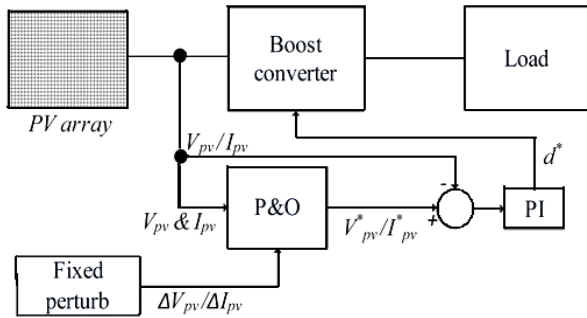 Boost
converter
Load
PV array
V_pv/I_pv
d*
P&O
PI
-
+
V_pv & I_pv
V*_pv/I*_pv
Fixed
perturb
ΔV_pv/ΔI_pv